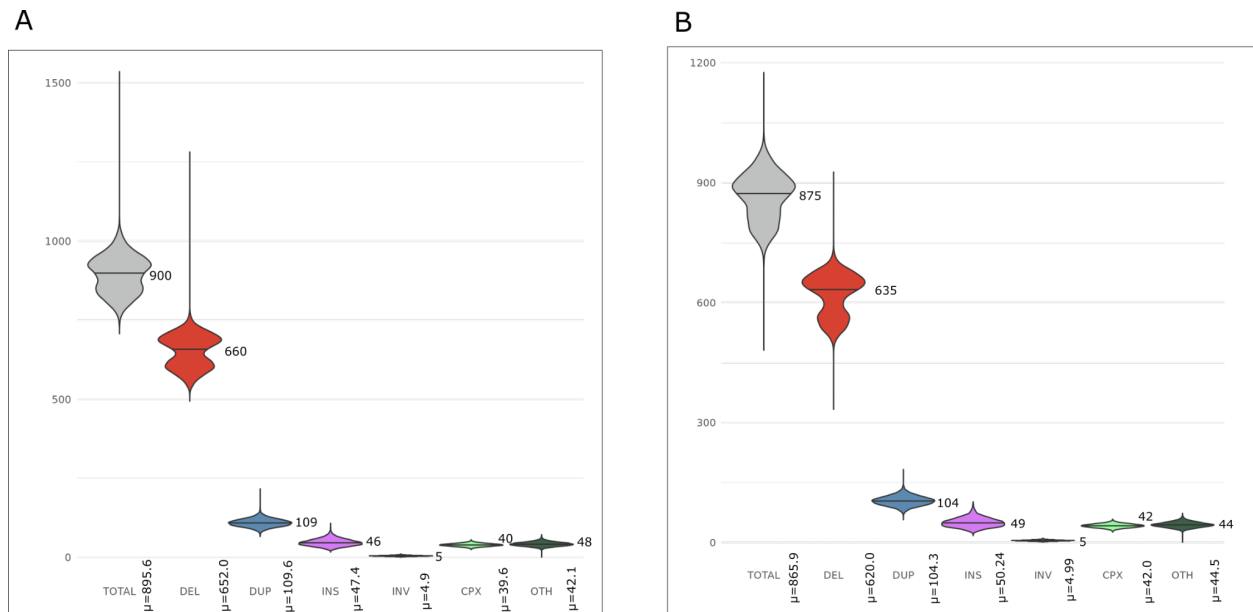 A
1500
1000
500
0
900
660
109
46
5
40
48
TOTAL
DEL
DUP
INS
INV
CPX
OTH
μ=895.6
μ=652.0
μ=109.6
μ=47.4
μ=4.9
μ=39.6
μ=42.1
B
1200
900
600
300
0
875
635
104
49
5
42
44
TOTAL
DEL
DUP
INS
INV
CPX
OTH
μ=865.9
μ=620.0
μ=104.3
μ=50.24
μ=4.99
μ=42.0
μ=44.5